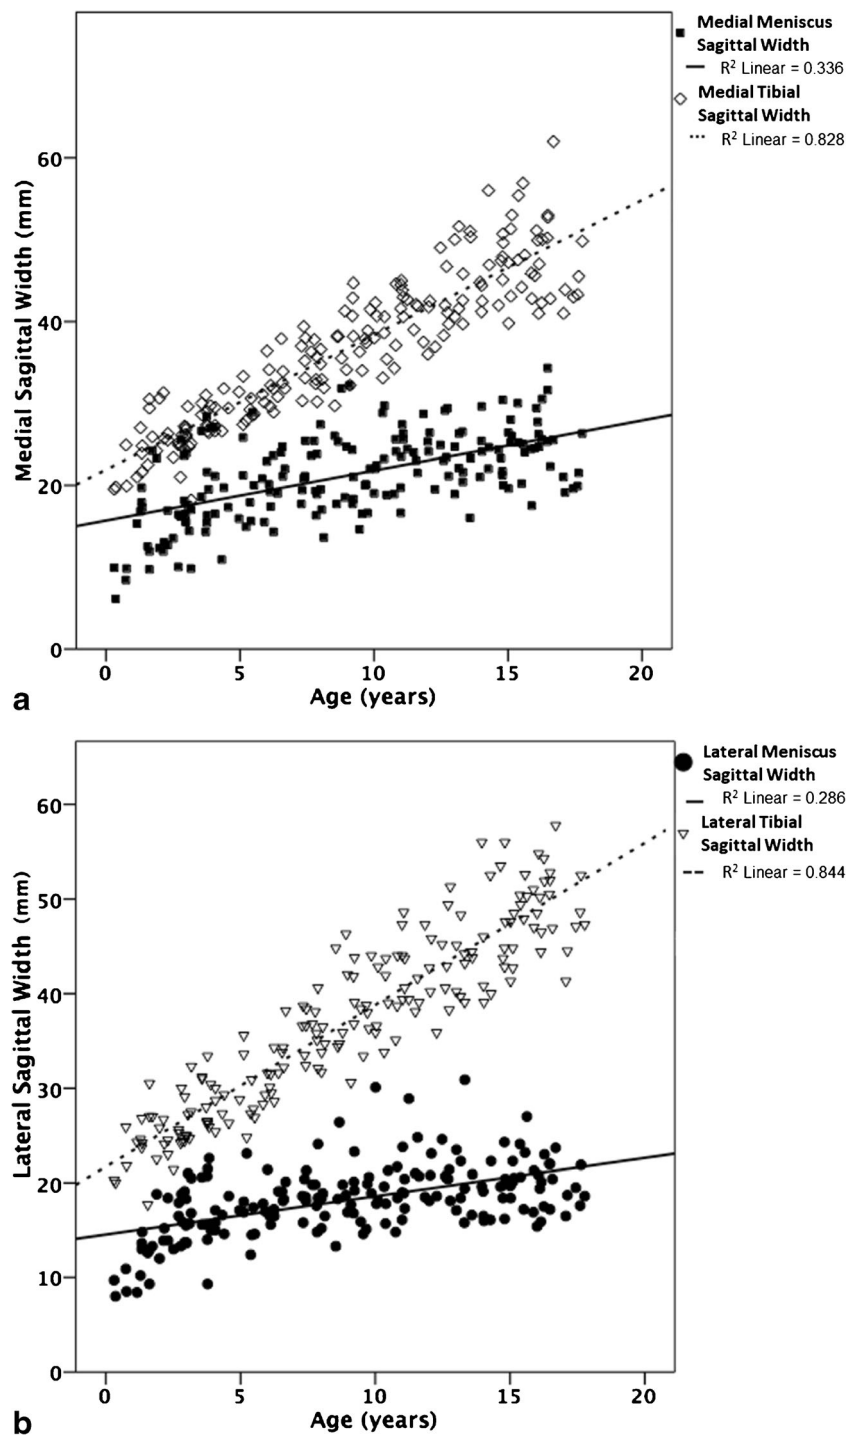 Medial Meniscus
Sagittal Width
R² Linear = 0.336
Medial Tibial
Sagittal Width
R² Linear = 0.828
Medial Sagittal Width (mm)
60
40
20
0
0 5 10 15 20
Age (years)
a
Lateral Meniscus
Sagittal Width
R² Linear = 0.286
Lateral Tibial
Sagittal Width
R² Linear = 0.844
Lateral Sagittal Width (mm)
60
50
40
30
20
10
0
0 5 10 15 20
Age (years)
b